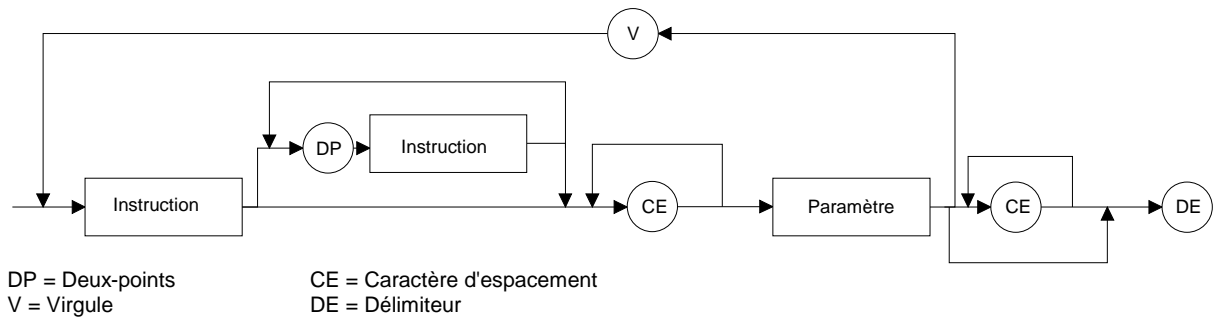 V
DP
Instruction
Instruction
CE
Paramètre
CE
DE
DP = Deux-points
CE = Caractère d'espacement
V = Virgule
DE = Délimiteur